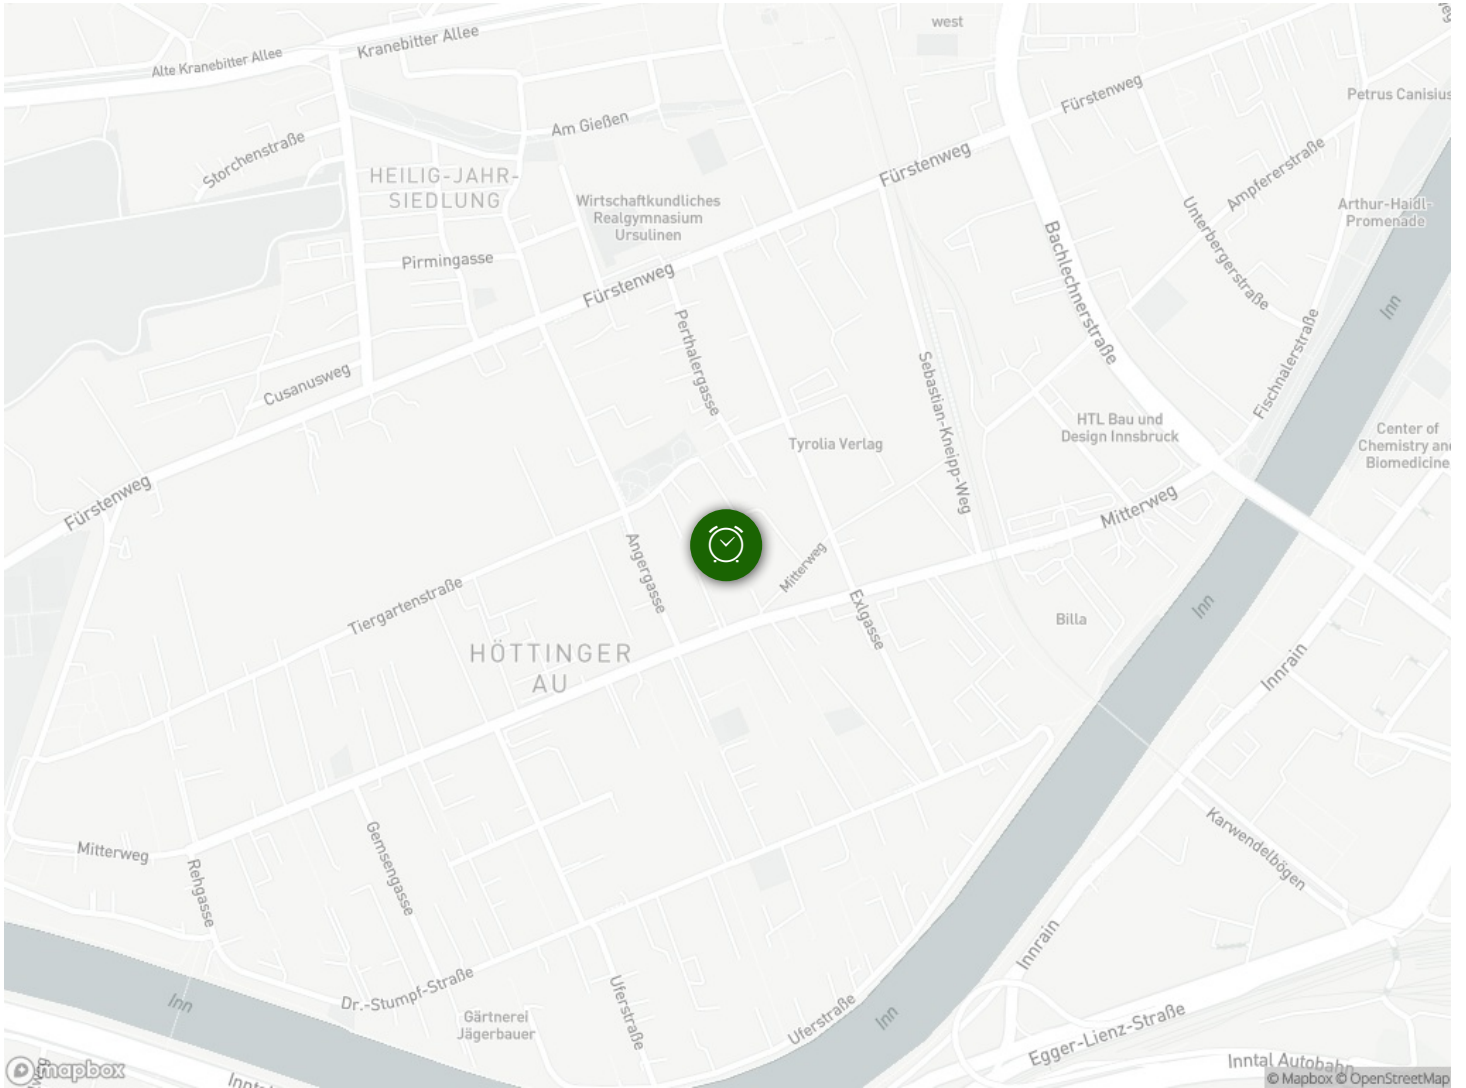 west
Kranebitter Allee
Alte Kranebitter Allee
Petrus Canisius
Fürstenweg
Am Gießen
Storchenstraße
Fürstenweg
Ampfererstraße
HEILIG-JAHR-
SIEDLUNG
Wirtschaftkundliches
Realgymnasium
Ursulinen
Unterbergerstraße
Arthur-Haidl-
Promenade
Bachlechnerstraße
Pirmingasse
Fürstenweg
Inn
Perthalergasse
Sebastian-Kneipp-Weg
Fischnalerstraße
Cusanusweg
HTL Bau und
Design Innsbruck
Tyrolia Verlag
Center of
Chemistry and
Biomedicine
Fürstenweg
Mitterweg
Angergasse
Mitterweg
Tiergartenstraße
Exlgasse
Inn
Billa
HÖTTINGER
AU
Innrain
Mitterweg
Rehgasse
Gemsengasse
Karwendelbögen
Innrain
Dr.-Stumpf-Straße
Inn
Gärtnerei
Jägerbauer
Uferstraße
Uferstraße
Inn
Egger-Lienz-Straße
Inntal Autobahn
mapbox
© Mapbox © OpenStreetMap